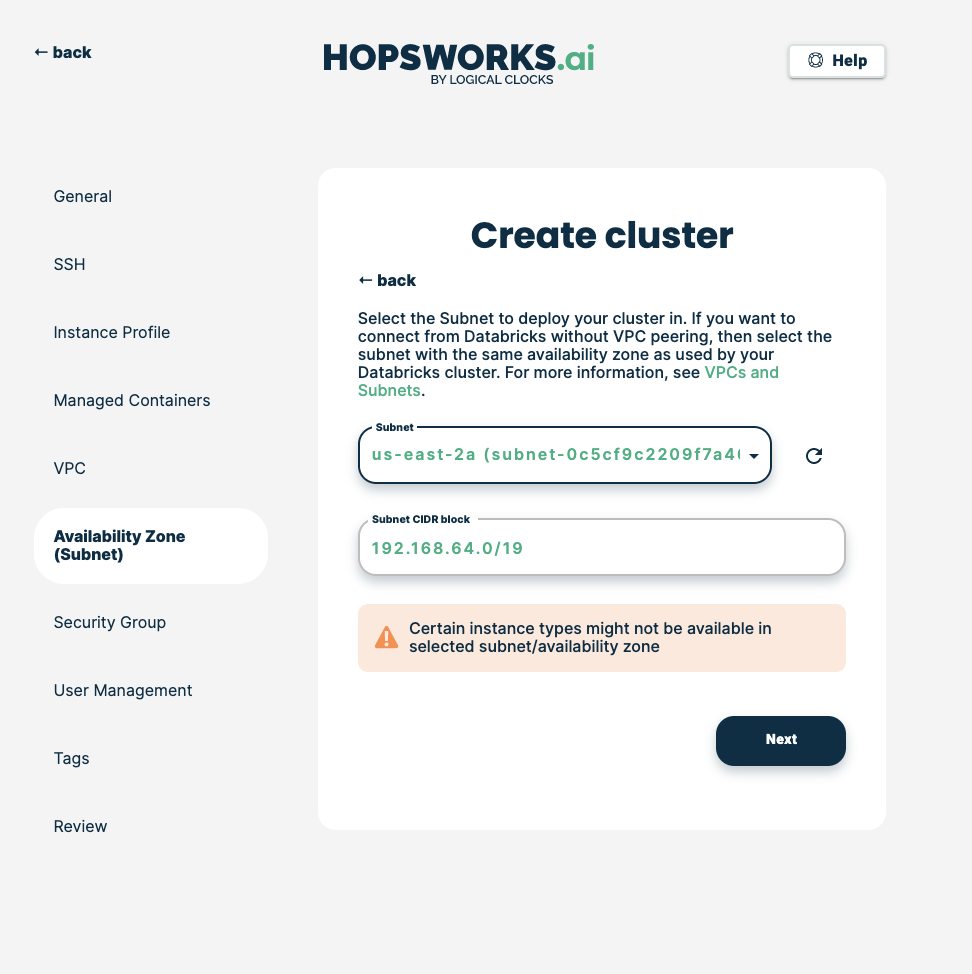 ← back
HOPSWORKS.ai
BY LOGICAL CLOCKS
Help
General
SSH
Instance Profile
Managed Containers
VPC
Availability Zone
(Subnet)
Security Group
User Management
Tags
Review
Create cluster
← back
Select the Subnet to deploy your cluster in. If you want to
connect from Databricks without VPC peering, then select the
subnet with the same availability zone as used by your
Databricks cluster. For more information, see VPCs and
Subnets.
Subnet
us-east-2a (subnet-0c5cf9c2209f7a4
Subnet CIDR block
192.168.64.0/19
Certain instance types might not be available in
selected subnet/availability zone
Next